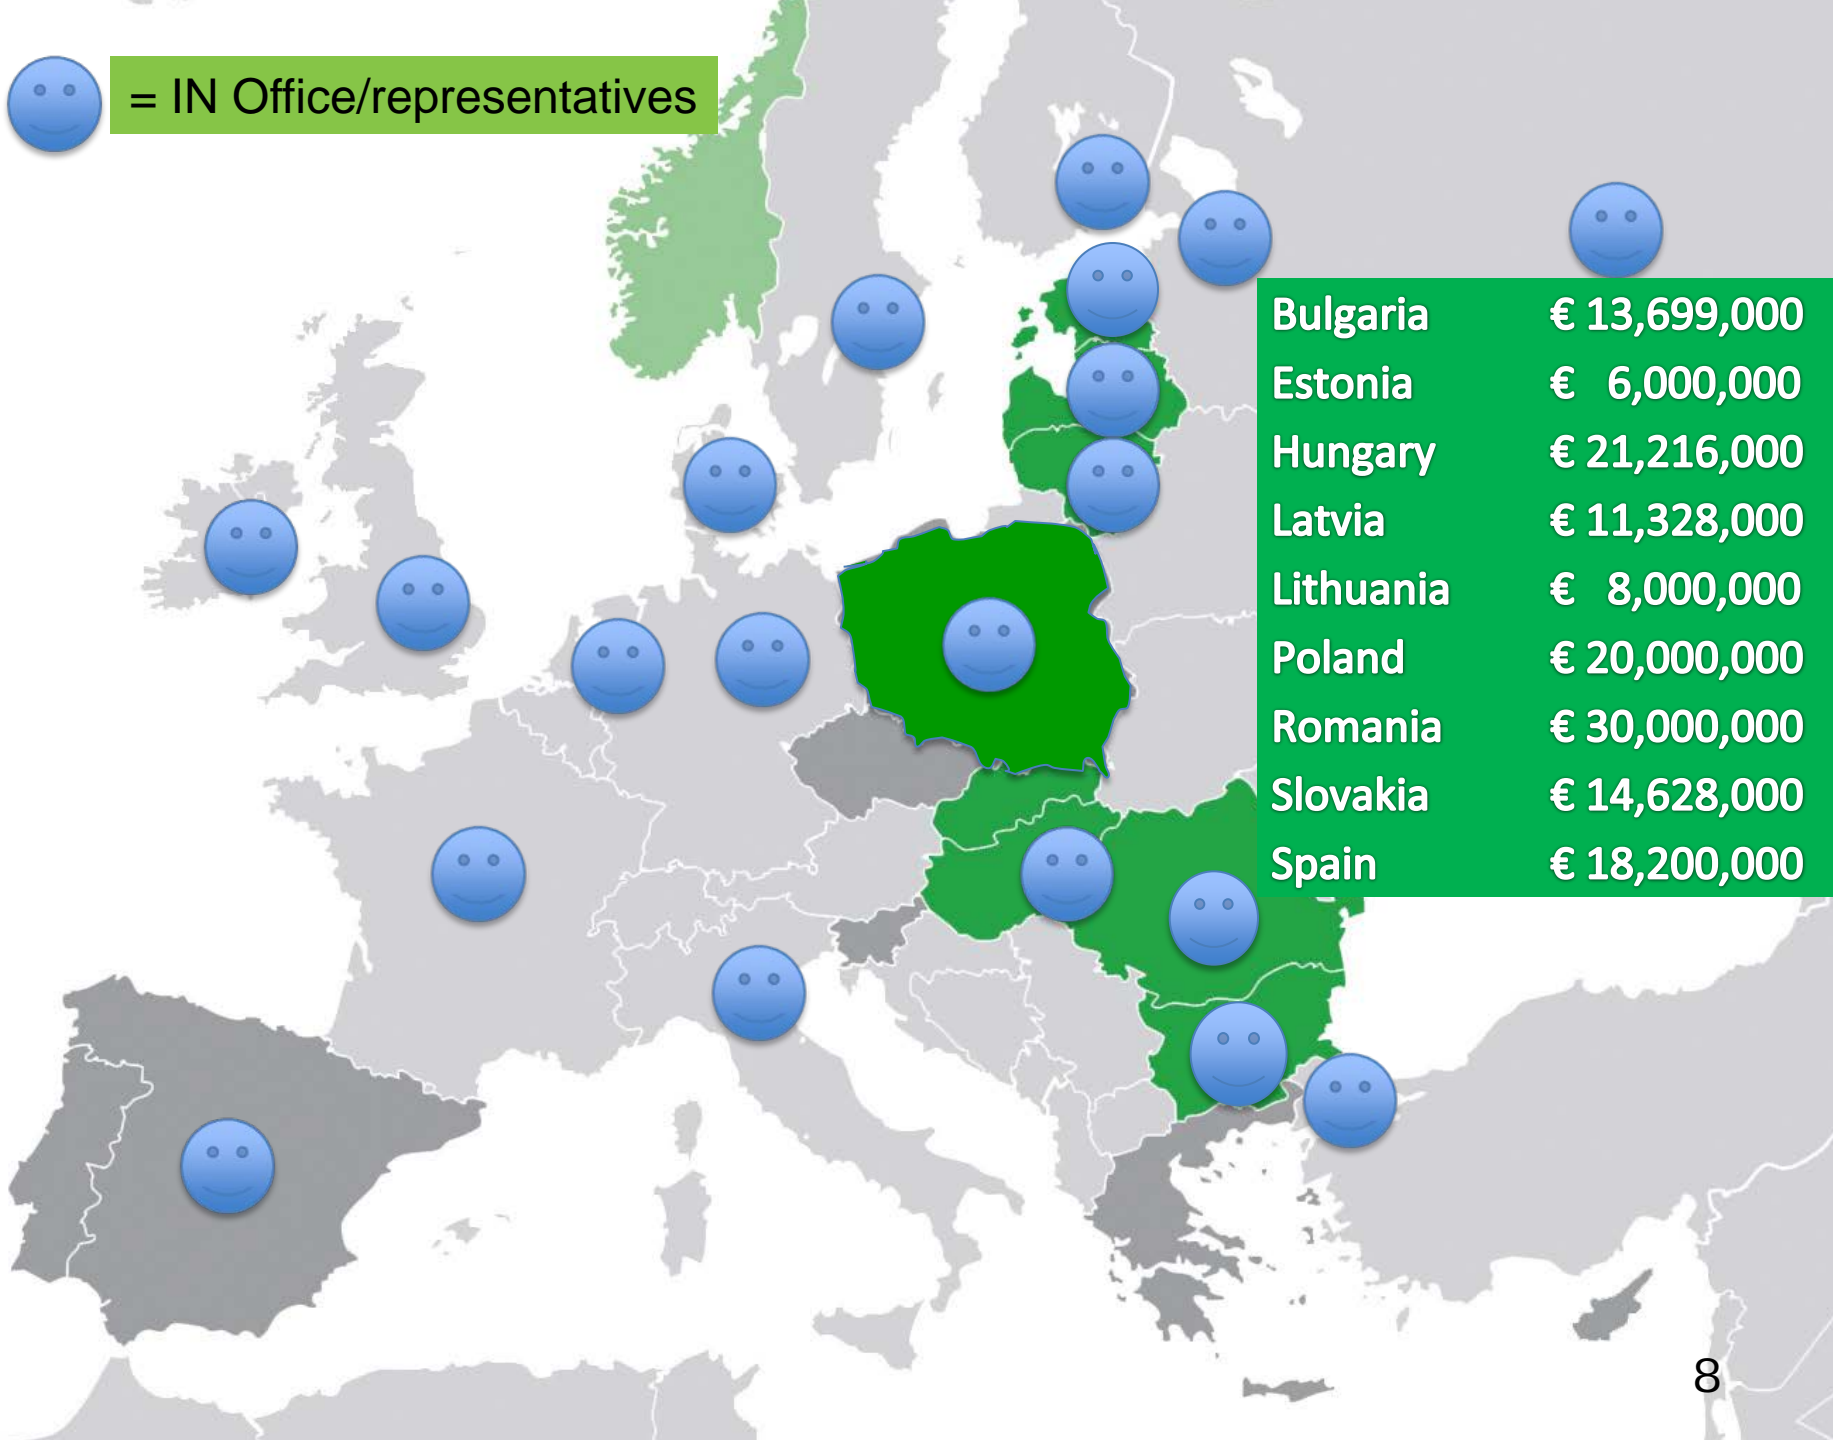 = IN Office/representatives
Bulgaria € 13,699,000
Estonia € 6,000,000
Hungary € 21,216,000
Latvia € 11,328,000
Lithuania € 8,000,000
Poland € 20,000,000
Romania € 30,000,000
Slovakia € 14,628,000
Spain € 18,200,000
8